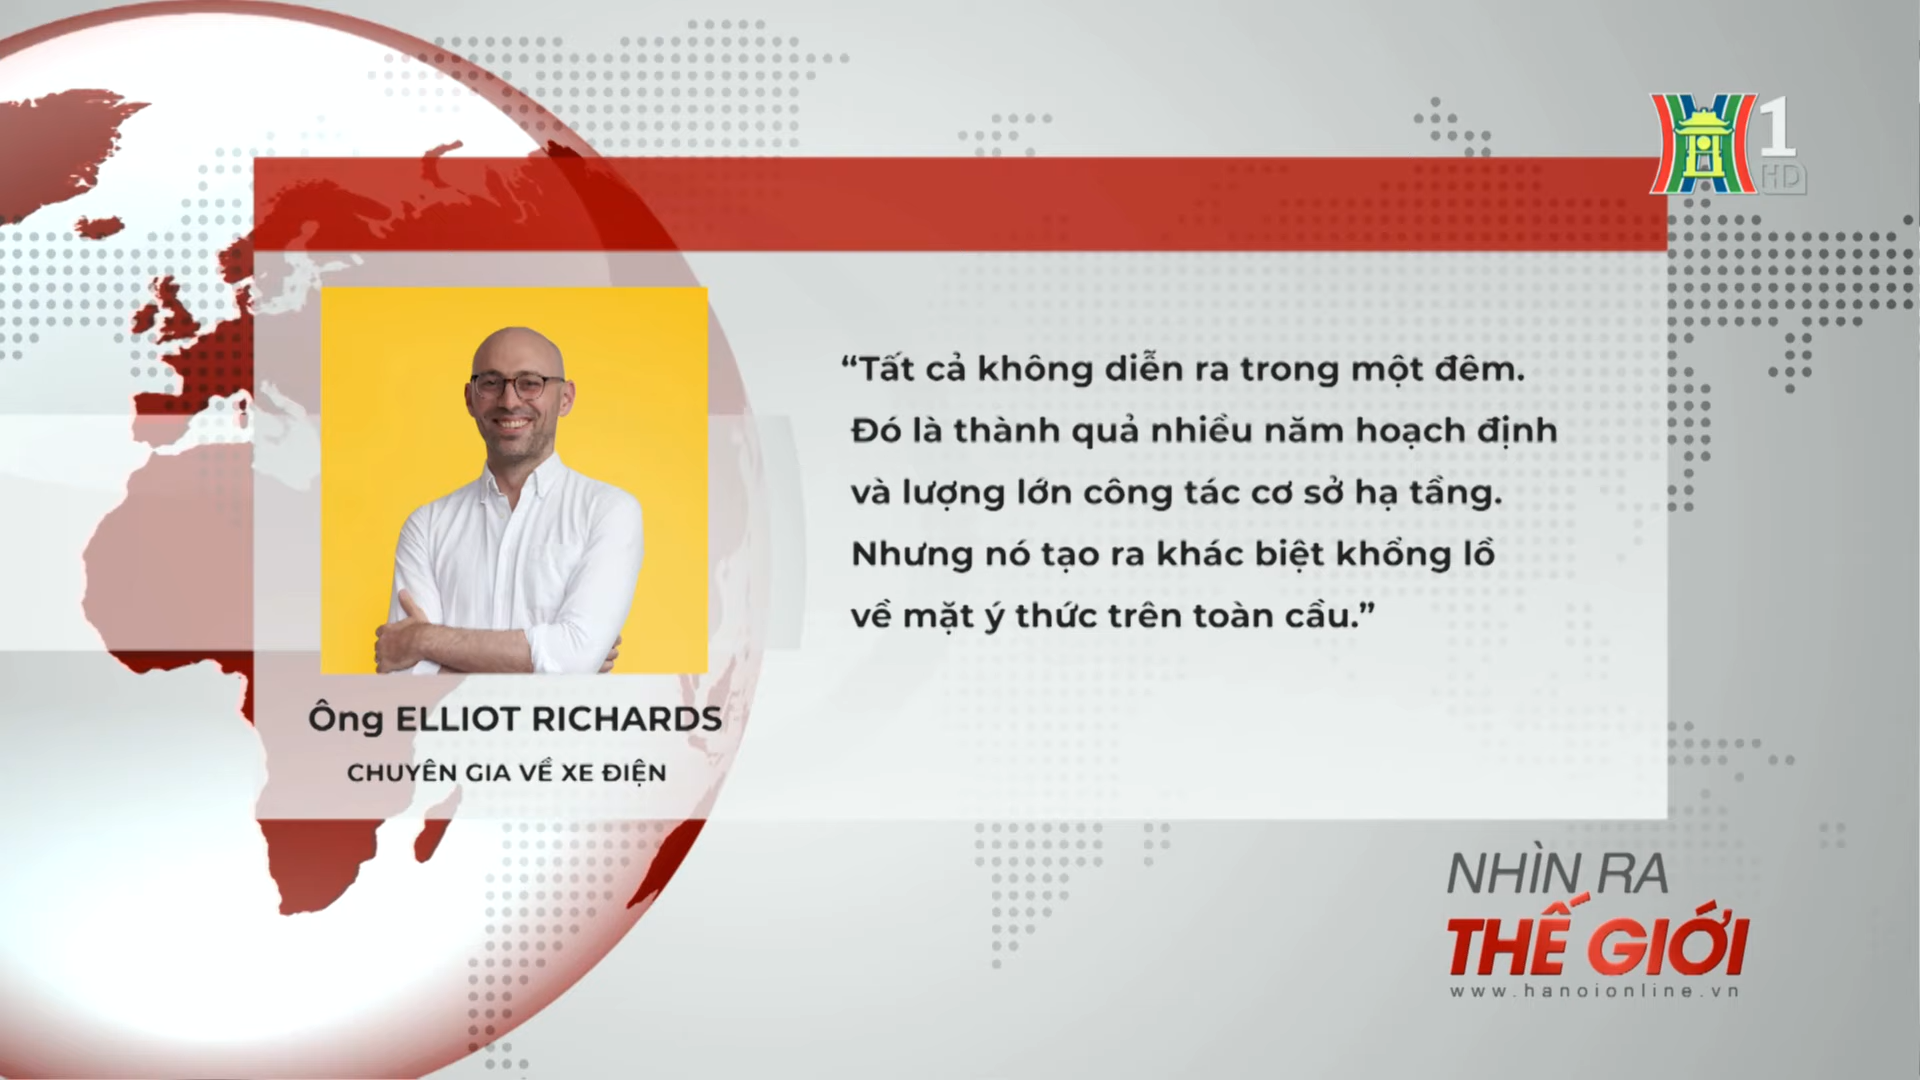 1
HD
“Tất cả không diễn ra trong một đêm.
Đó là thành quả nhiều năm hoạch định
và lượng lớn công tác cơ sở hạ tầng.
Nhưng nó tạo ra khác biệt khổng lồ
về mặt ý thức trên toàn cầu.”
Ông ELLIOT RICHARDS
CHUYÊN GIA VỀ XE ĐIỆN
NHÌN RA
THẾ GIỚI
www.hanoionline.vn